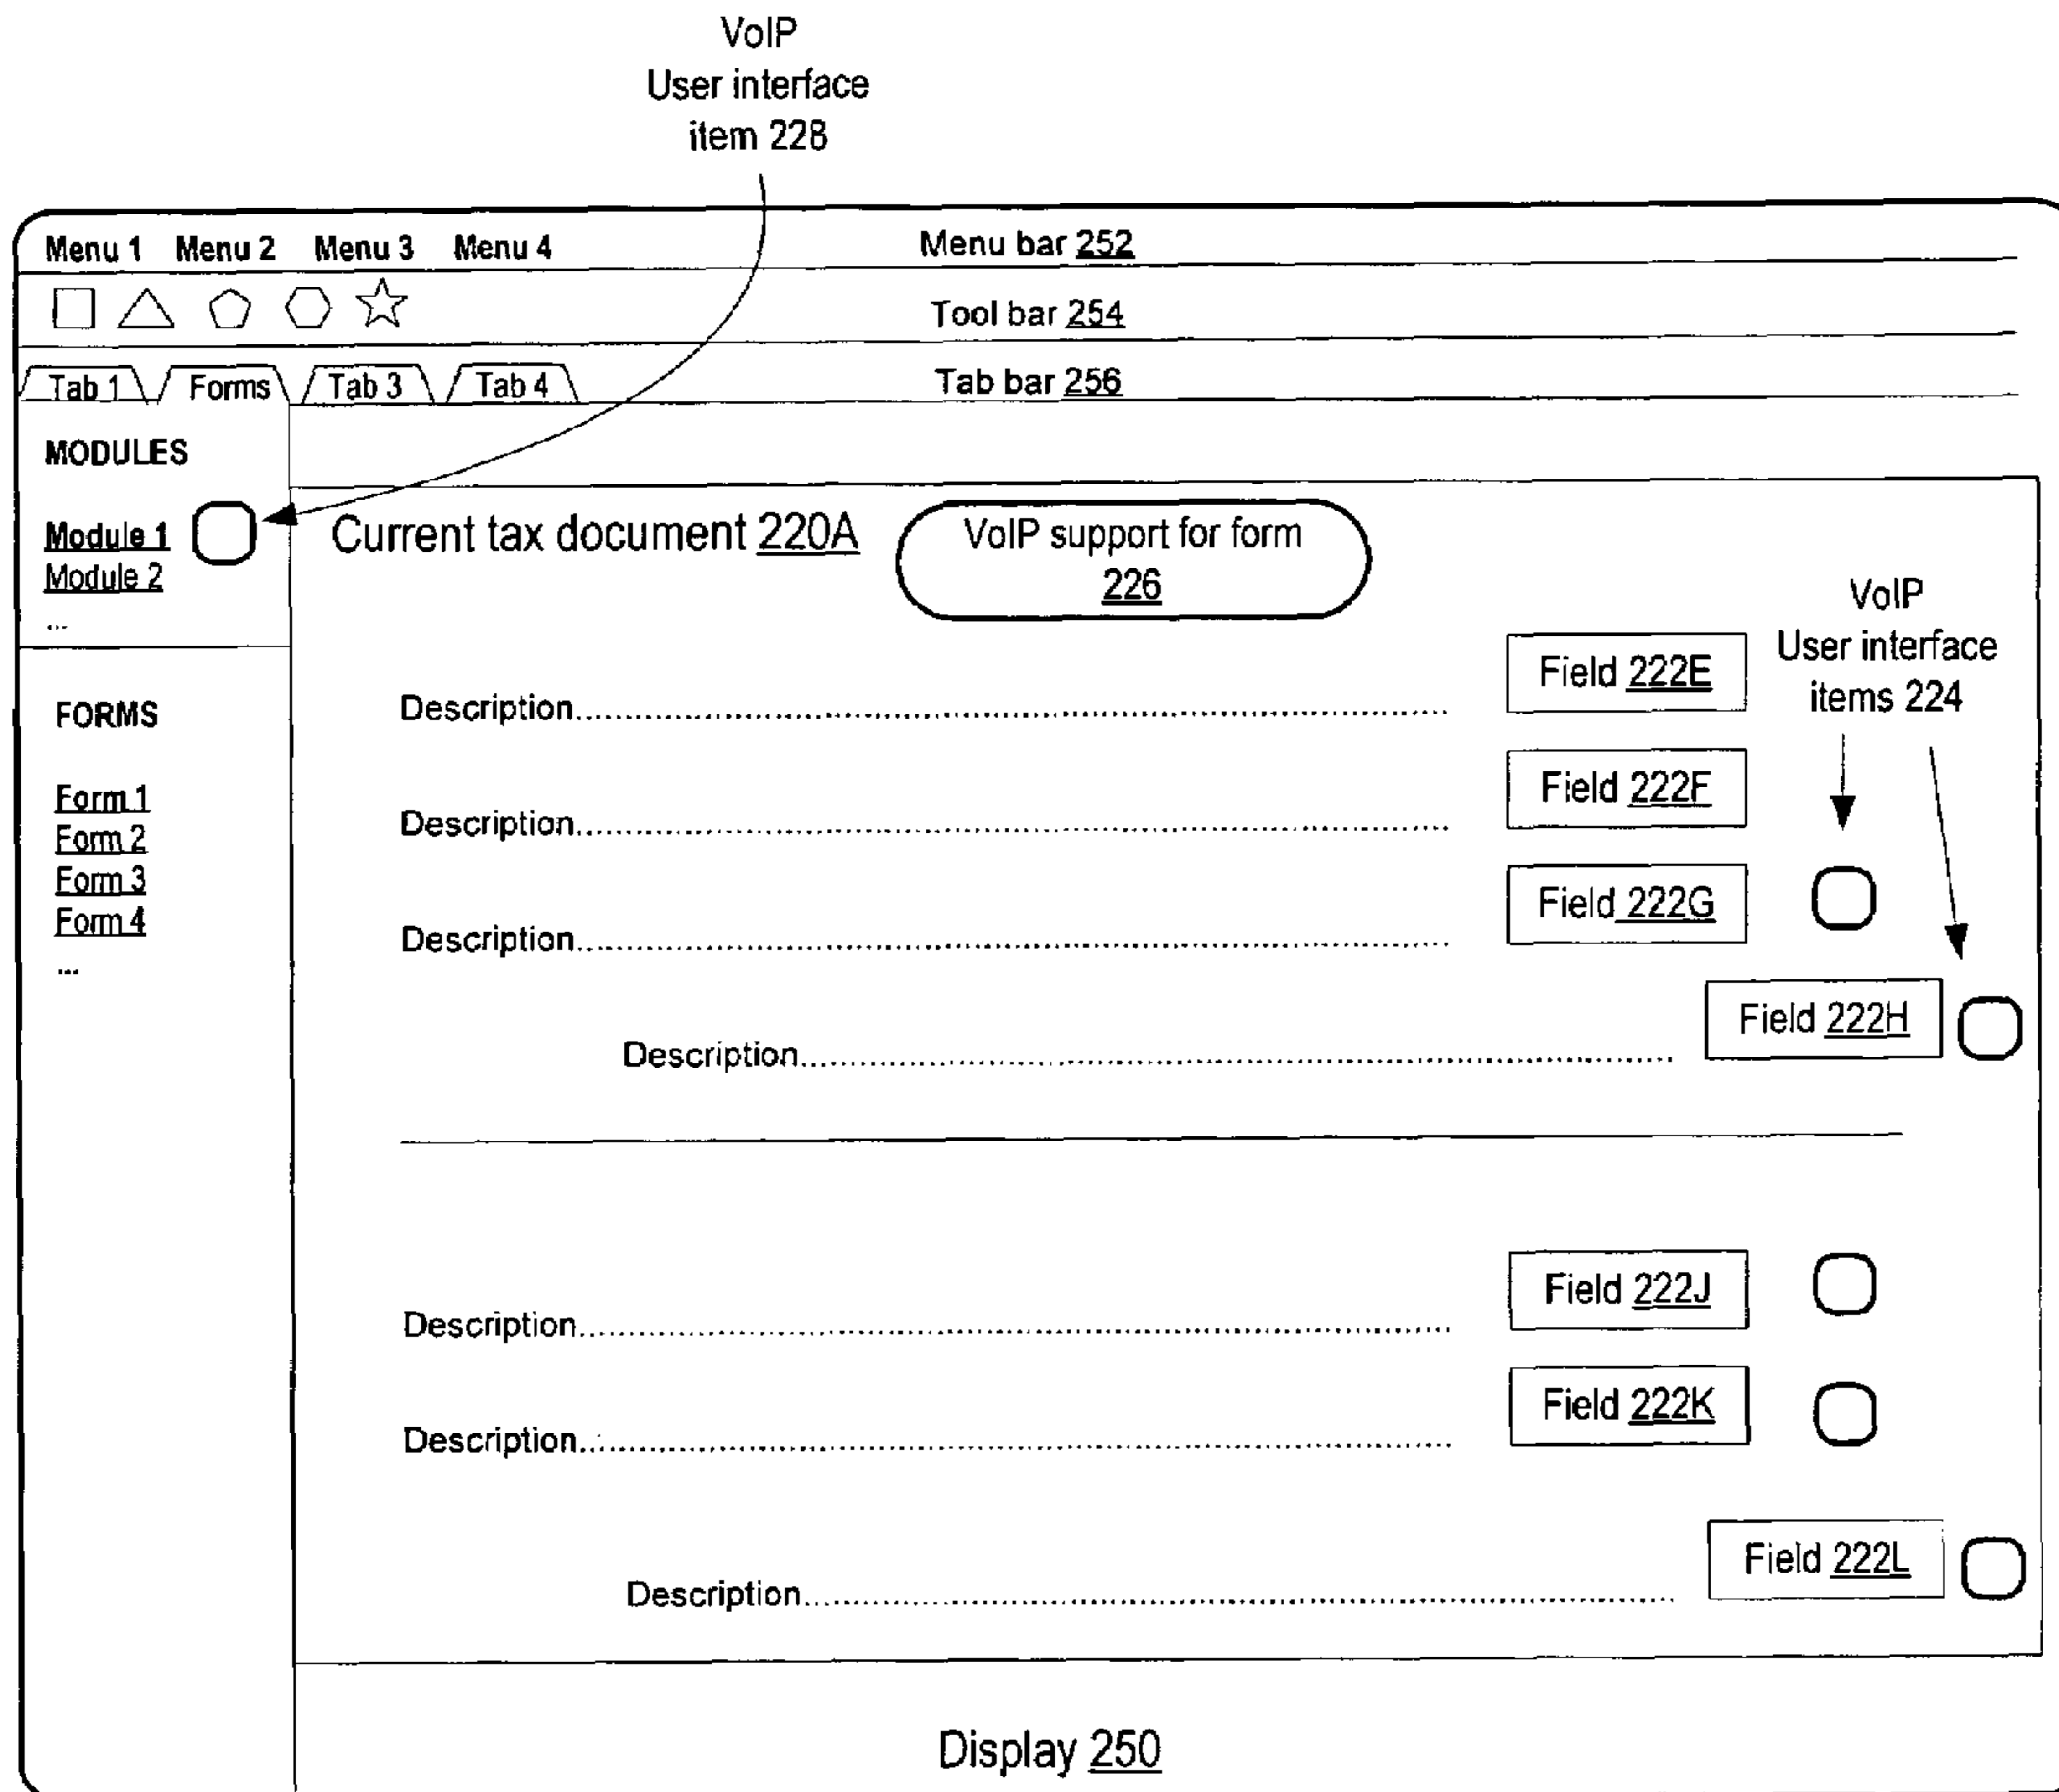 VoIP
User interface
item 228
Menu 1 Menu 2 Menu 3 Menu 4 Menu bar 252
Tool bar 254
Tab 1 Forms Tab 3 Tab 4 Tab bar 256
MODULES
Module 1
Module 2
...
FORMS
Form 1
Form 2
Form 3
Form 4
...
Current tax document 220A
VoIP support for form
226
VoIP
User interface
items 224
Description.......... Field 222E
Description.......... Field 222F
Description.......... Field 222G
Description.......... Field 222H
Description.......... Field 222J
Description.......... Field 222K
Description.......... Field 222L
Display 250